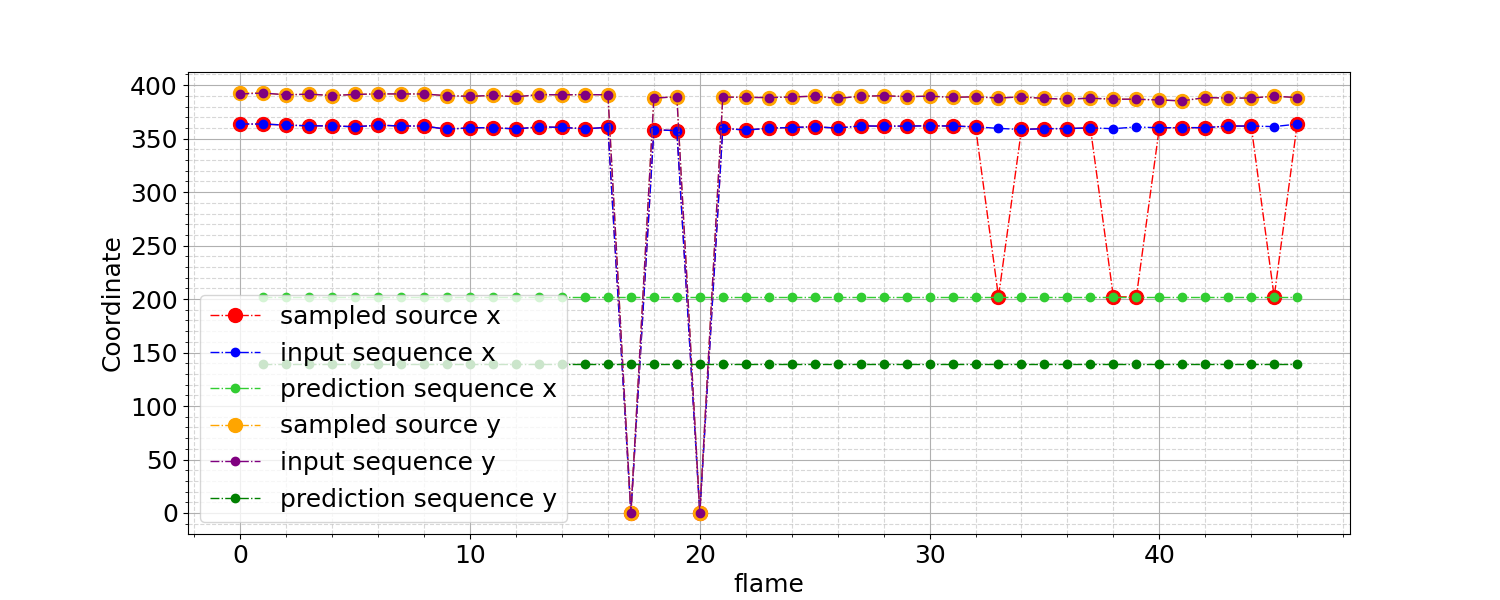 400
350
300
250
200
150
100
50
0
Coordinate
sampled source x
input sequence x
prediction sequence x
sampled source y
input sequence y
prediction sequence y
0 10 20 30 40
flame